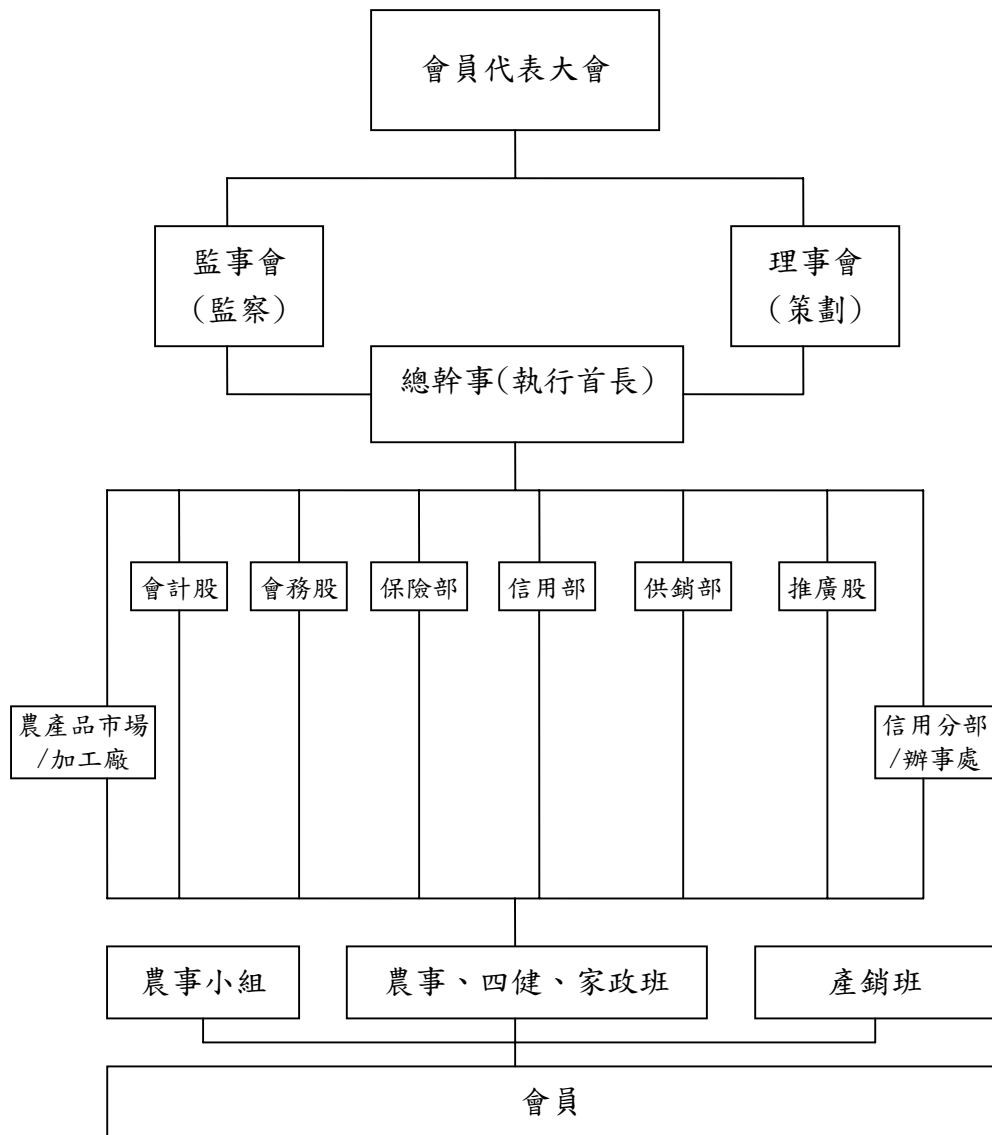 會員代表大會
監事會
(監察)
理事會
(策劃)
總幹事(執行首長)
會計股
會務股
保險部
信用部
供銷部
推廣股
農產品市場
/加工廠
信用分部
/辦事處
農事小組
農事、四健、家政班
產銷班
會員